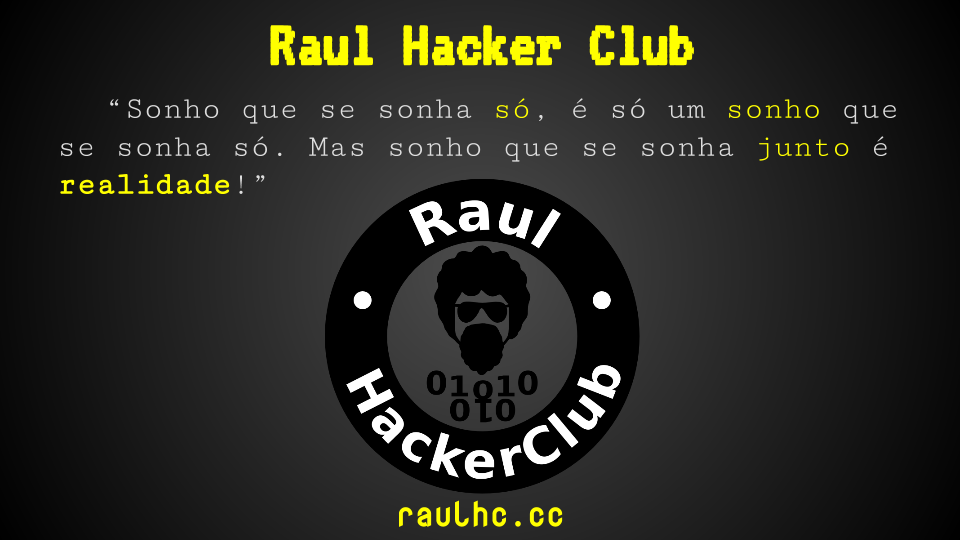 Raul Hacker Club
“Sonho que se sonha só, é só um sonho que
se sonha só. Mas sonho que se sonha junto é
realidade!”
Raul
01010
010
HackerClub
raulhc.cc